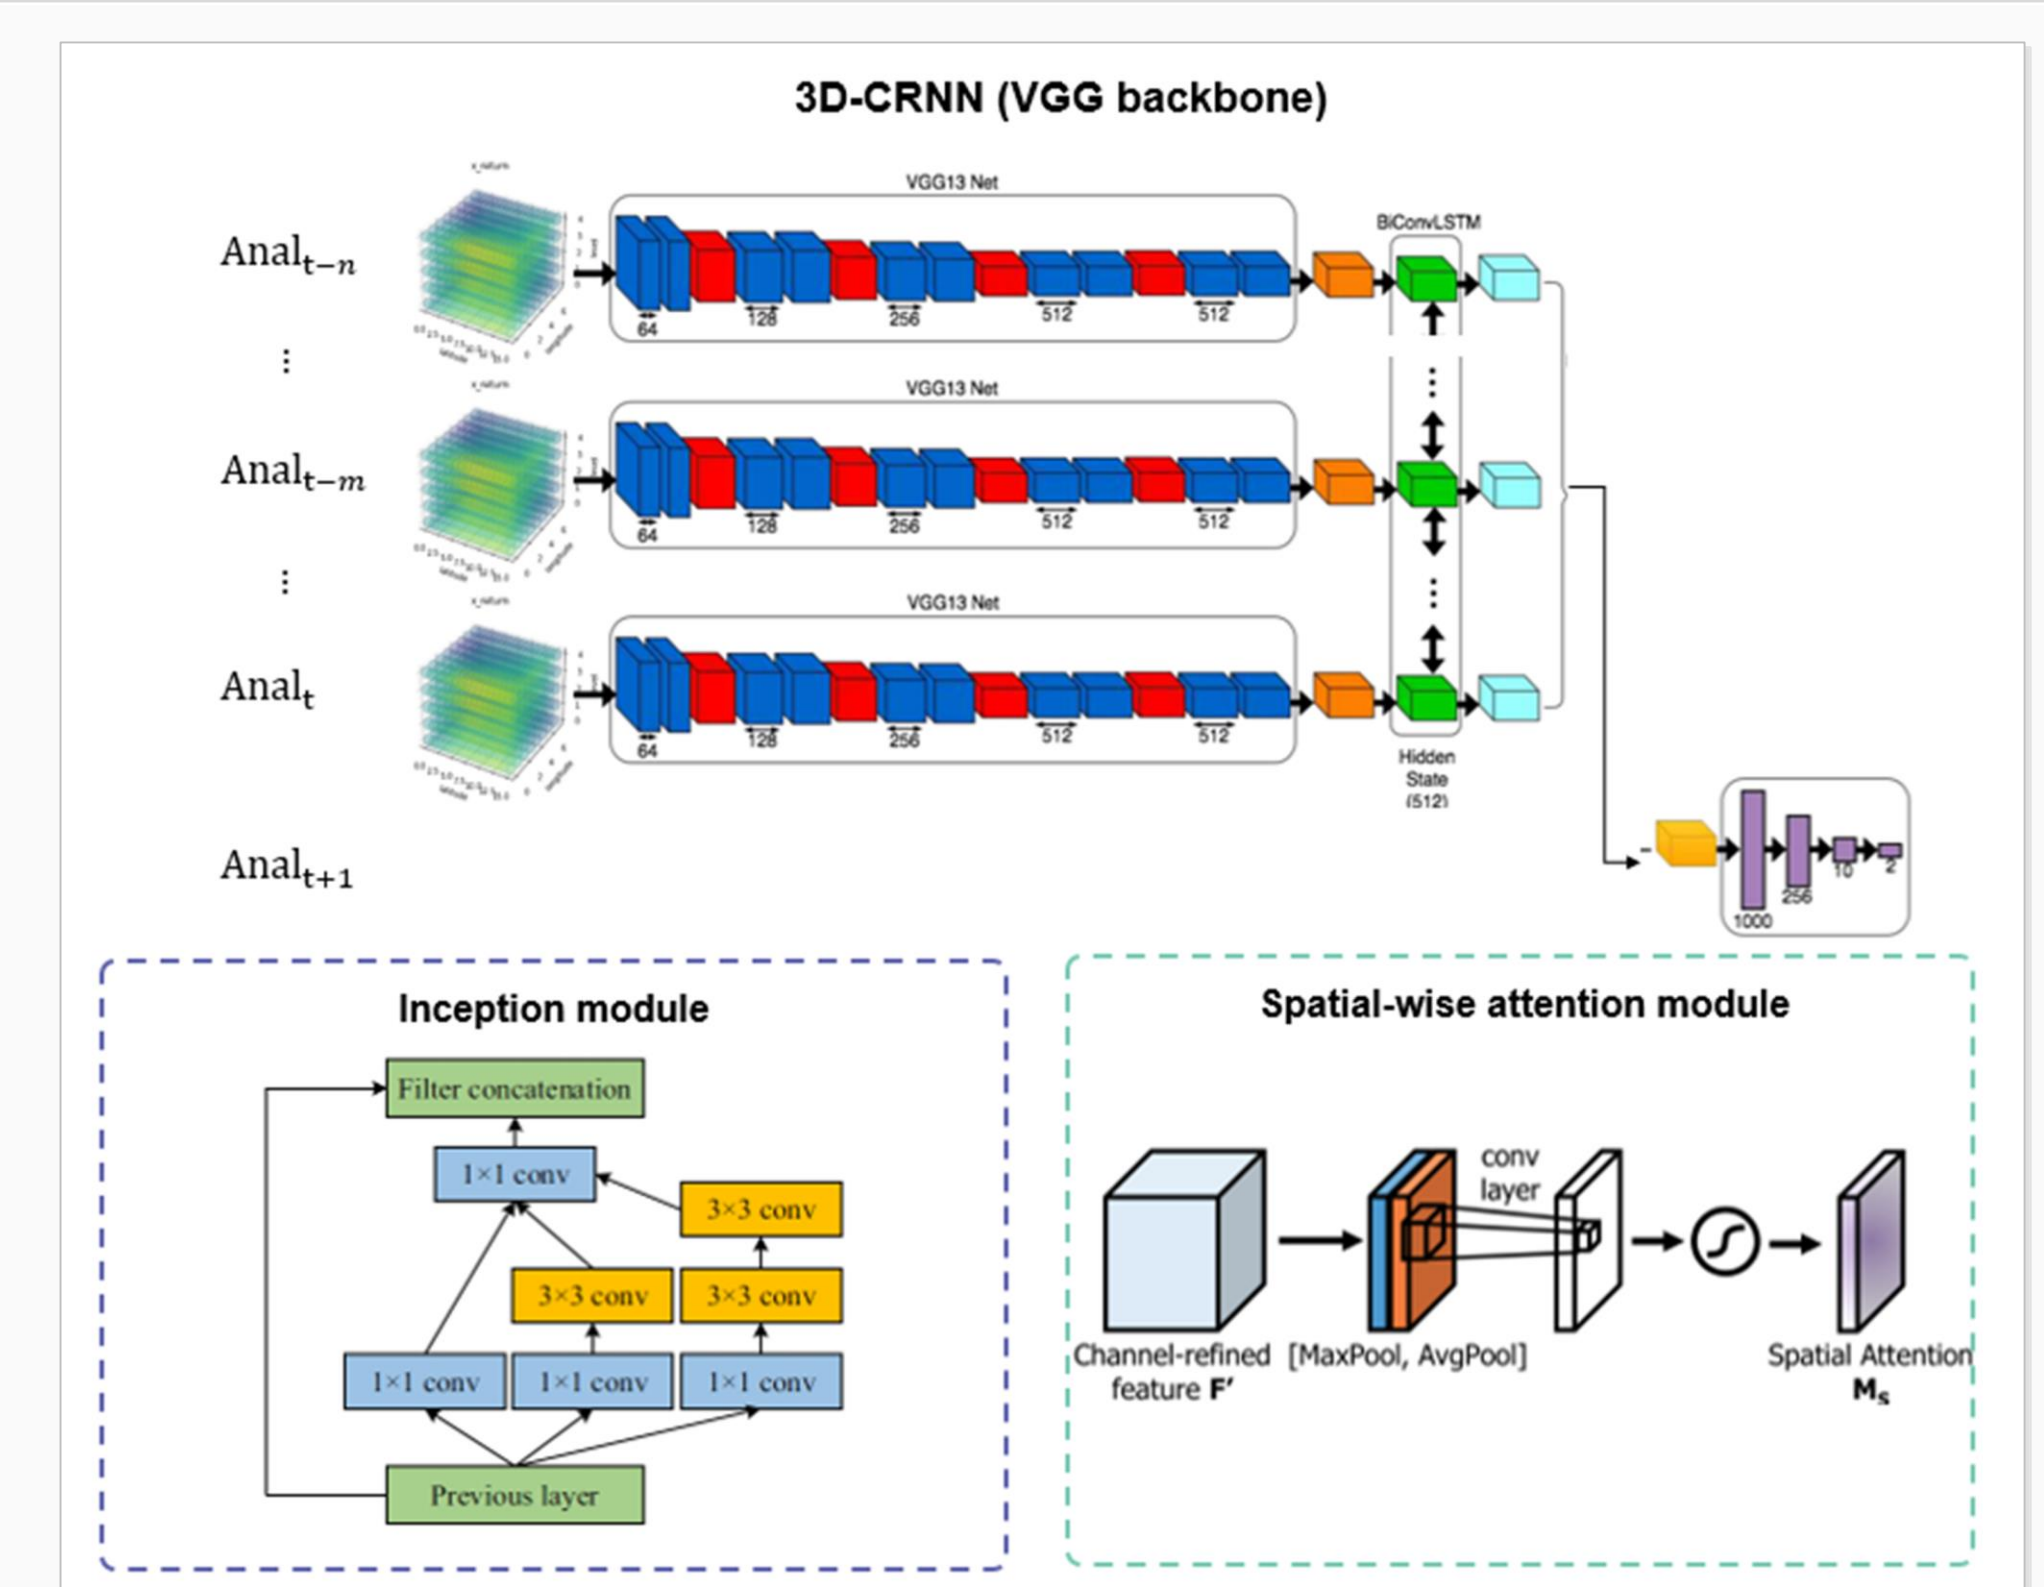 3D-CRNN (VGG backbone)
VGG13 Net
BiConvLSTM
Anal_{t−n}
64
128
256
512
512
⋮
VGG13 Net
Anal_{t−m}
64
128
256
512
512
⋮
VGG13 Net
Anal_t
64
128
256
512
512
Hidden
State
(512)
Anal_{t+1}
1000
256
10
2
Inception module
Filter concatenation
1×1 conv
3×3 conv
3×3 conv
3×3 conv
1×1 conv
1×1 conv
1×1 conv
Previous layer
Spatial-wise attention module
conv
layer
Channel-refined
feature F′
[MaxPool, AvgPool]
Spatial Attention
M_s